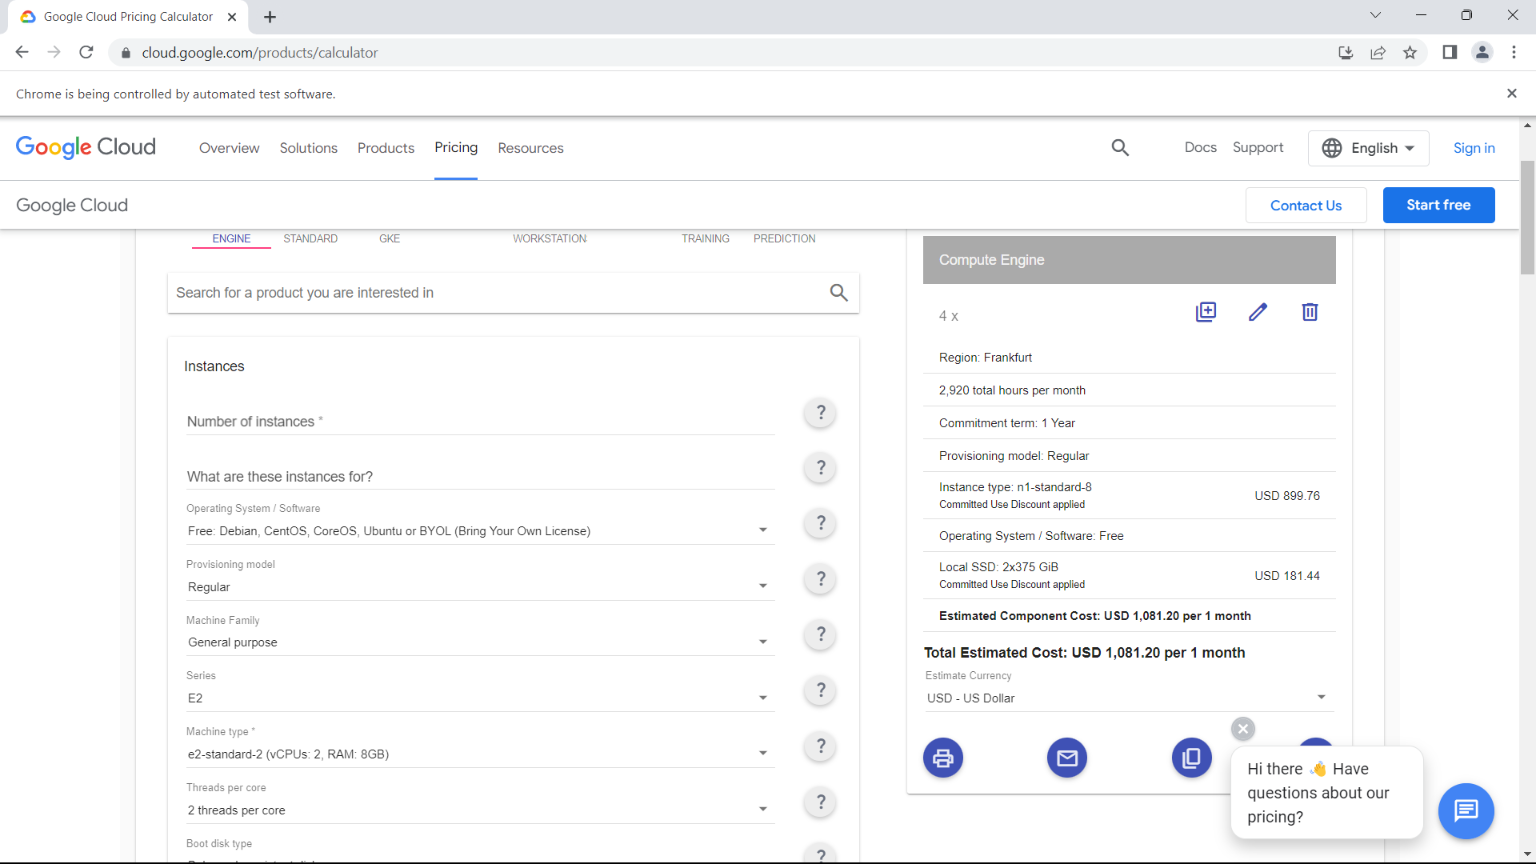 Google Cloud Pricing Calculator
cloud.google.com/products/calculator
Chrome is being controlled by automated test software.
Google Cloud
Overview
Solutions
Products
Pricing
Resources
Docs
Support
English
Sign in
Google Cloud
Contact Us
Start free
ENGINE
STANDARD
GKE
WORKSTATION
TRAINING
PREDICTION
Search for a product you are interested in
Instances
Number of instances *
?
What are these instances for?
?
Operating System / Software
Free: Debian, CentOS, CoreOS, Ubuntu or BYOL (Bring Your Own License)
?
Provisioning model
Regular
?
Machine Family
General purpose
?
Series
E2
?
Machine type *
e2-standard-2 (vCPUs: 2, RAM: 8GB)
?
Threads per core
2 threads per core
?
Boot disk type
?
Compute Engine
4 x
Region: Frankfurt
2,920 total hours per month
Commitment term: 1 Year
Provisioning model: Regular
Instance type: n1-standard-8
Committed Use Discount applied
USD 899.76
Operating System / Software: Free
Local SSD: 2x375 GiB
Committed Use Discount applied
USD 181.44
Estimated Component Cost: USD 1,081.20 per 1 month
Total Estimated Cost: USD 1,081.20 per 1 month
Estimate Currency
USD - US Dollar
Hi there 👋 Have
questions about our
pricing?